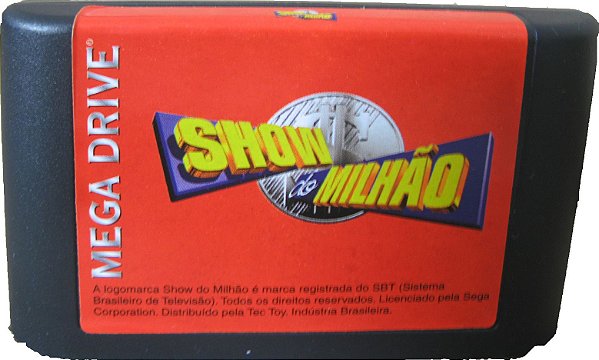 MEGA DRIVE®
SHOW
do MILHÃO
A logomarca Show do Milhão é marca registrada do SBT (Sistema
Brasileiro de Televisão). Todos os direitos reservados. Licenciado pela Sega
Corporation. Distribuído pela Tec Toy. Indústria Brasileira.